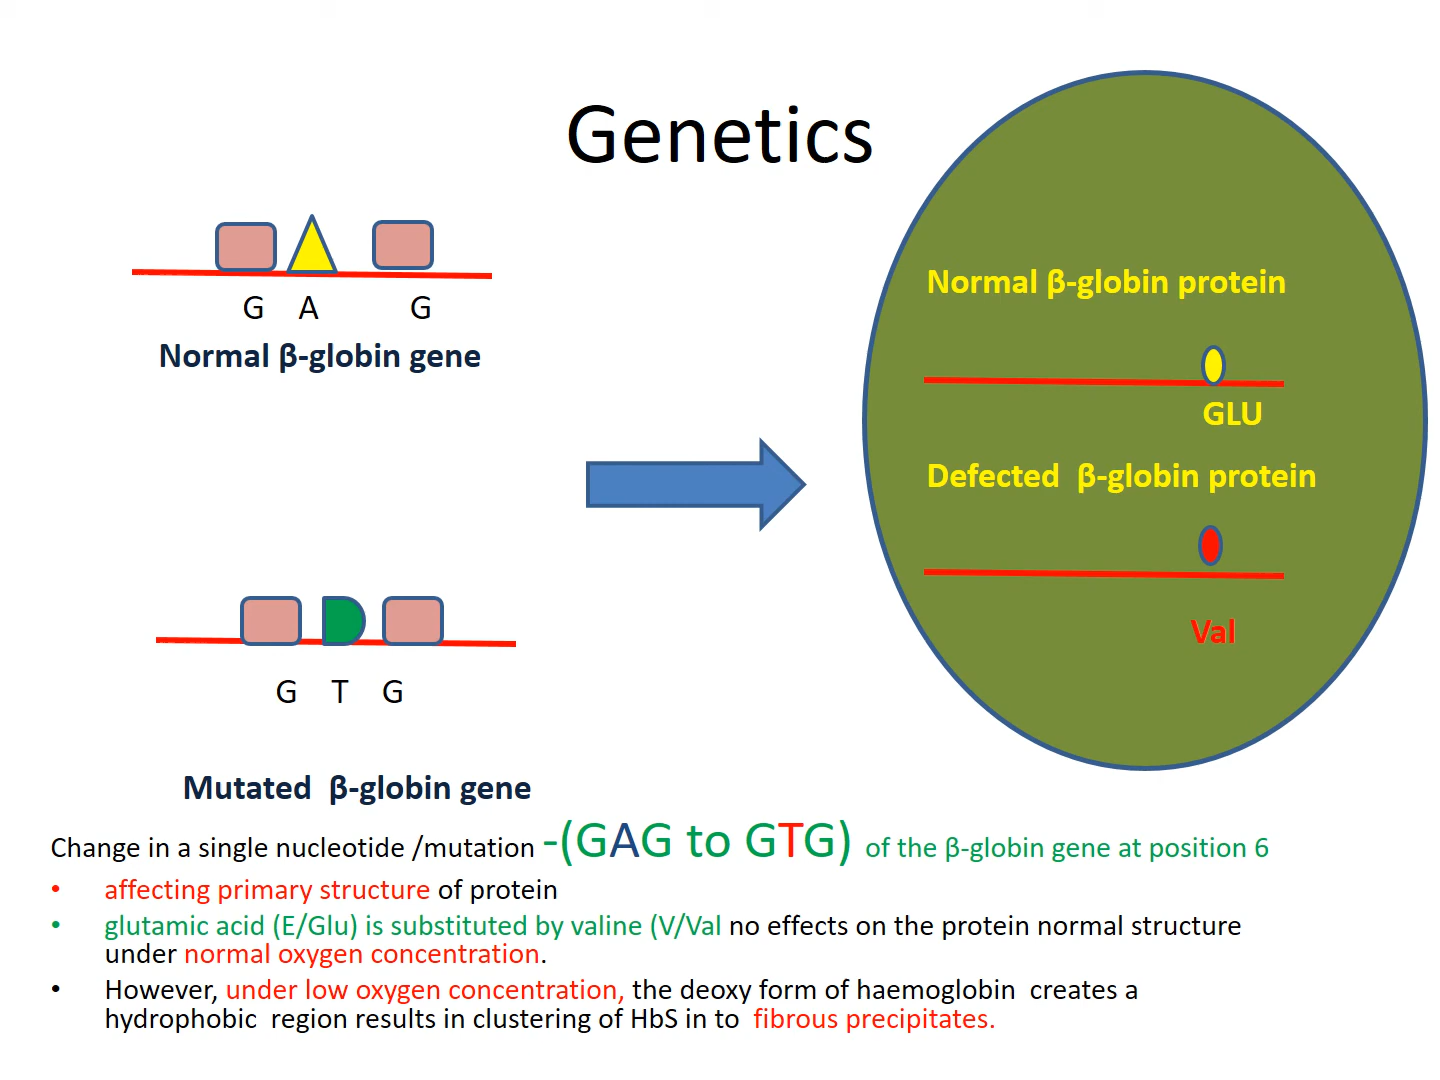 Genetics
G A G
Normal β-globin gene
Normal β-globin protein
GLU
Defected β-globin protein
Val
G T G
Mutated β-globin gene
Change in a single nucleotide /mutation -(GAG to GTG) of the β-globin gene at position 6
• affecting primary structure of protein
• glutamic acid (E/Glu) is substituted by valine (V/Val no effects on the protein normal structure
under normal oxygen concentration.
• However, under low oxygen concentration, the deoxy form of haemoglobin creates a
hydrophobic region results in clustering of HbS in to fibrous precipitates.